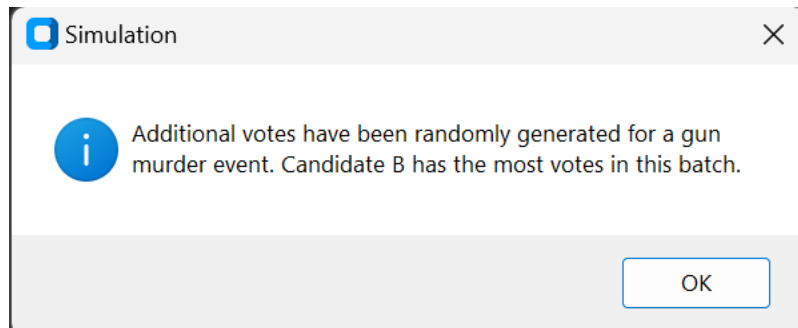 Simulation
Additional votes have been randomly generated for a gun
murder event. Candidate B has the most votes in this batch.
OK